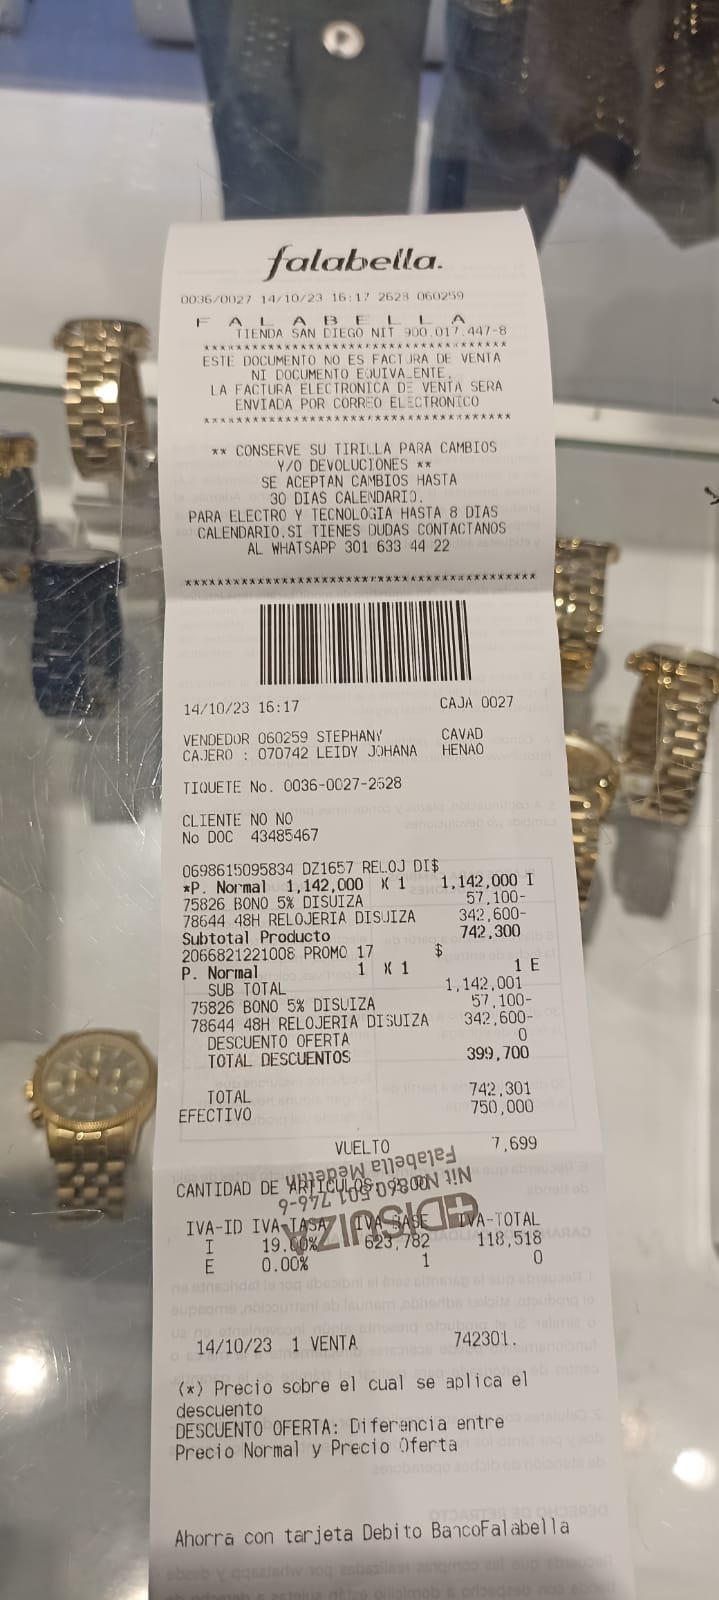 falabella.
0036/0027 14/10/23 16:17 2628 060259
F A L A B E L L A
TIENDA SAN DIEGO NIT 900.017.447-8
************************************
ESTE DOCUMENTO NO ES FACTURA DE VENTA
NI DOCUMENTO EQUIVALENTE.
LA FACTURA ELECTRONICA DE VENTA SERA
ENVIADA POR CORREO ELECTRONICO
************************************
** CONSERVE SU TIRILLA PARA CAMBIOS
Y/O DEVOLUCIONES **
SE ACEPTAN CAMBIOS HASTA
30 DIAS CALENDARIO.
PARA ELECTRO Y TECNOLOGIA HASTA 8 DIAS
CALENDARIO.SI TIENES DUDAS CONTACTANOS
AL WHATSAPP 301 633 44 22
****************************************
14/10/23 16:17 CAJA 0027
VENDEDOR 060259 STEPHANY CAVAD
CAJERO : 070742 LEIDY JOHANA HENAO
TIQUETE No. 0036-0027-2628
CLIENTE NO NO
No DOC 43485467
0698615095834 DZ1657 RELOJ DI$
*P. Normal 1,142,000 X 1 1,142,000 I
75826 BONO 5% DISUIZA 57,100-
78644 48H RELOJERIA DISUIZA 342,600-
Subtotal Producto 742,300
2066821221008 PROMO 17 $
P. Normal 1 X 1 1 E
SUB TOTAL 1,142,001
75826 BONO 5% DISUIZA 57,100-
78644 48H RELOJERIA DISUIZA 342,600-
DESCUENTO OFERTA 0
TOTAL DESCUENTOS 399,700
TOTAL 742,301
EFECTIVO 750,000
VUELTO 7,699
CANTIDAD DE ARTICULOS
IVA-ID IVA-TASA IVA-BASE IVA-TOTAL
I 19.00% 623,782 118,518
E 0.00% 1 0
DISUIZA
Falabella
14/10/23 1 VENTA 742301.
(*) Precio sobre el cual se aplica el
descuento
DESCUENTO OFERTA: Diferencia entre
Precio Normal y Precio Oferta
Ahorra con tarjeta Debito BancoFalabella